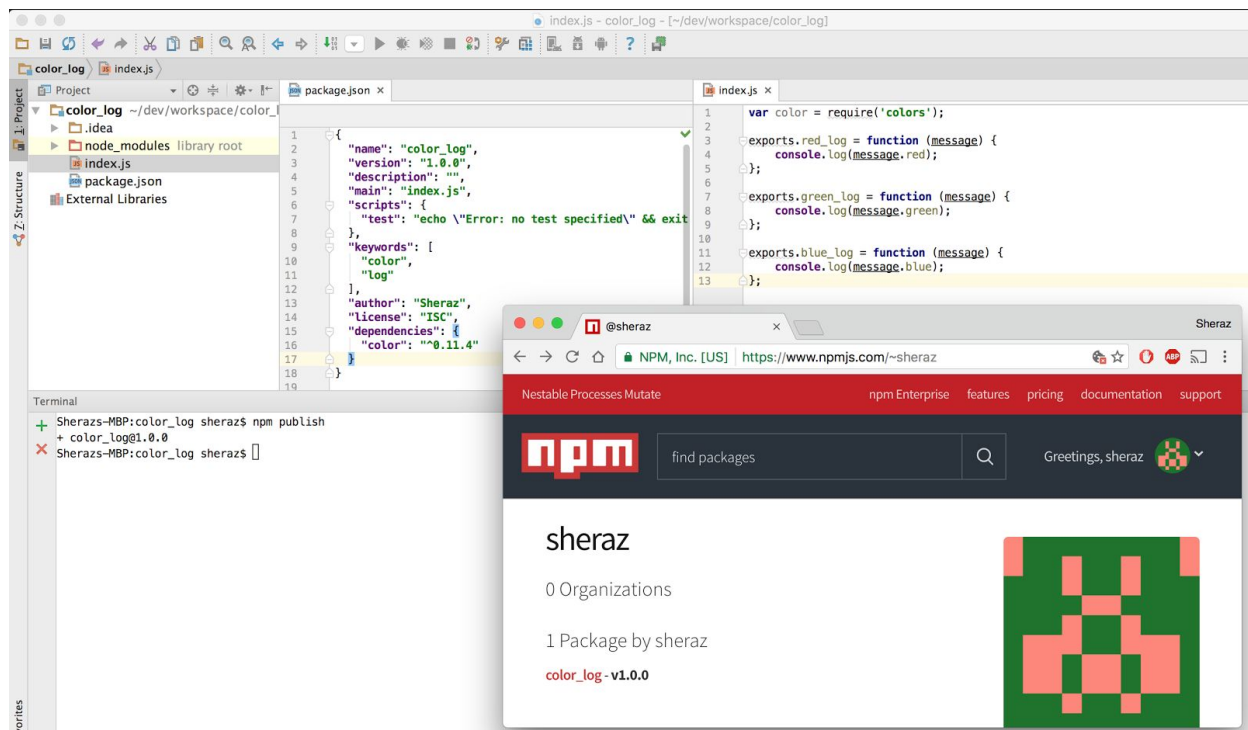 index.js - color_log - [~/dev/workspace/color_log]
color_log
index.js
1: Project
Z: Structure
Project
color_log ~/dev/workspace/color_l
.idea
node_modules library root
index.js
package.json
External Libraries
package.json ×
1 {
2 "name": "color_log",
3 "version": "1.0.0",
4 "description": "",
5 "main": "index.js",
6 "scripts": {
7 "test": "echo \"Error: no test specified\" && exit
8 },
9 "keywords": [
10 "color",
11 "log"
12 ],
13 "author": "Sheraz",
14 "license": "ISC",
15 "dependencies": {
16 "color": "^0.11.4"
17 }
18 }
19
index.js ×
1 var color = require('colors');
2
3 exports.red_log = function (message) {
4 console.log(message.red);
5 };
6
7 exports.green_log = function (message) {
8 console.log(message.green);
9 };
10
11 exports.blue_log = function (message) {
12 console.log(message.blue);
13 };
Terminal
Sherazs-MBP:color_log sheraz$ npm publish
+ color_log@1.0.0
Sherazs-MBP:color_log sheraz$
@sheraz ×
Sheraz
NPM, Inc. [US] https://www.npmjs.com/~sheraz
ABP
Nestable Processes Mutate
npm Enterprise features pricing documentation support
npm
find packages
Greetings, sheraz
sheraz
0 Organizations
1 Package by sheraz
color_log - v1.0.0